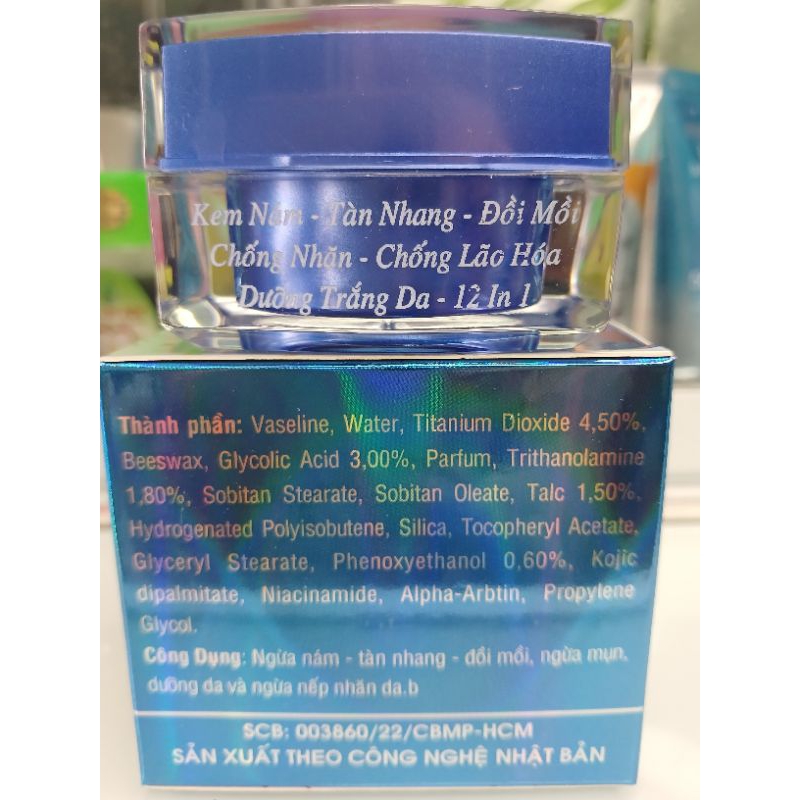 Kem Nám - Tàn Nhang - Đồi Mồi
Chống Nhăn - Chống Lão Hóa
Dưỡng Trắng Da - 12 In 1
Thành phần: Vaseline, Water, Titanium Dioxide 4,50%,
Beeswax, Glycolic Acid 3,00%, Parfum, Trithanolamine
1,80%, Sobitan Stearate, Sobitan Oleate, Talc 1,50%,
Hydrogenated Polyisobutene, Silica, Tocopheryl Acetate,
Glyceryl Stearate, Phenoxyethanol 0,60%, Kojic
dipalmitate, Niacinamide, Alpha-Arbtin, Propylene
Glycol.
Công Dụng: Ngừa nám - tàn nhang - đồi mồi, ngừa mụn,
dưỡng da và ngừa nếp nhăn da.b
SCB: 003860/22/CBMP-HCM
SẢN XUẤT THEO CÔNG NGHỆ NHẬT BẢN